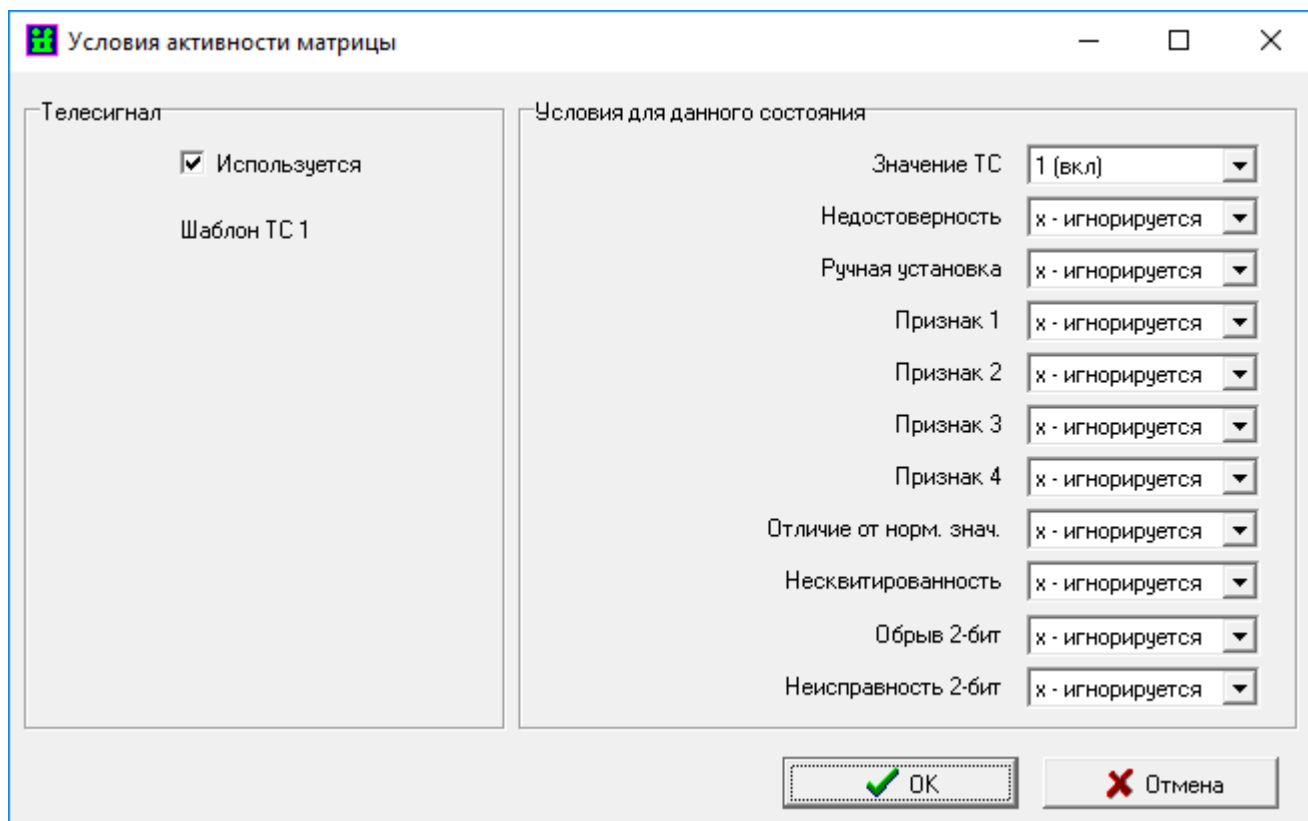 Условия активности матрицы
Телесигнал
Используется
Шаблон ТС 1
Условия для данного состояния
Значение ТС 1 (вкл)
Недостоверность х - игнорируется
Ручная установка х - игнорируется
Признак 1 х - игнорируется
Признак 2 х - игнорируется
Признак 3 х - игнорируется
Признак 4 х - игнорируется
Отличие от норм. знач. х - игнорируется
Несквитированность х - игнорируется
Обрыв 2-бит х - игнорируется
Неисправность 2-бит х - игнорируется
OK Отмена